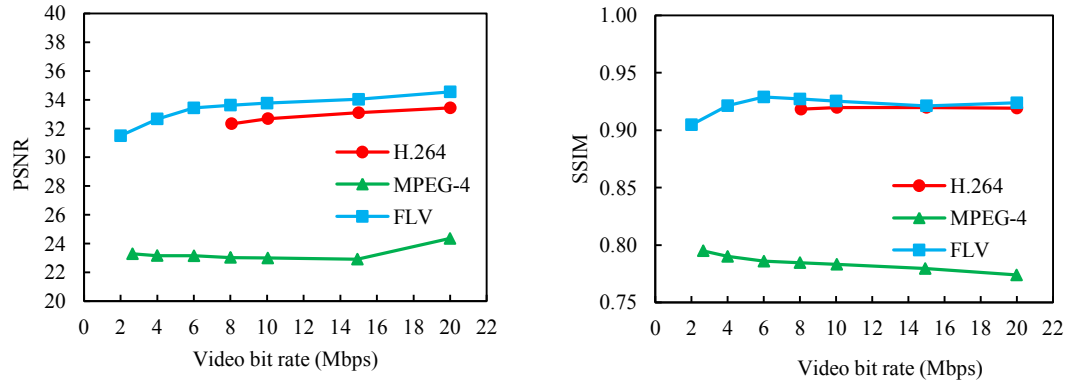 40
38
36
34
32
30
28
26
24
22
20
PSNR
H.264
MPEG-4
FLV
0 2 4 6 8 10 12 14 16 18 20 22
Video bit rate (Mbps)
1.00
0.95
0.90
0.85
0.80
0.75
SSIM
H.264
MPEG-4
FLV
0 2 4 6 8 10 12 14 16 18 20 22
Video bit rate (Mbps)